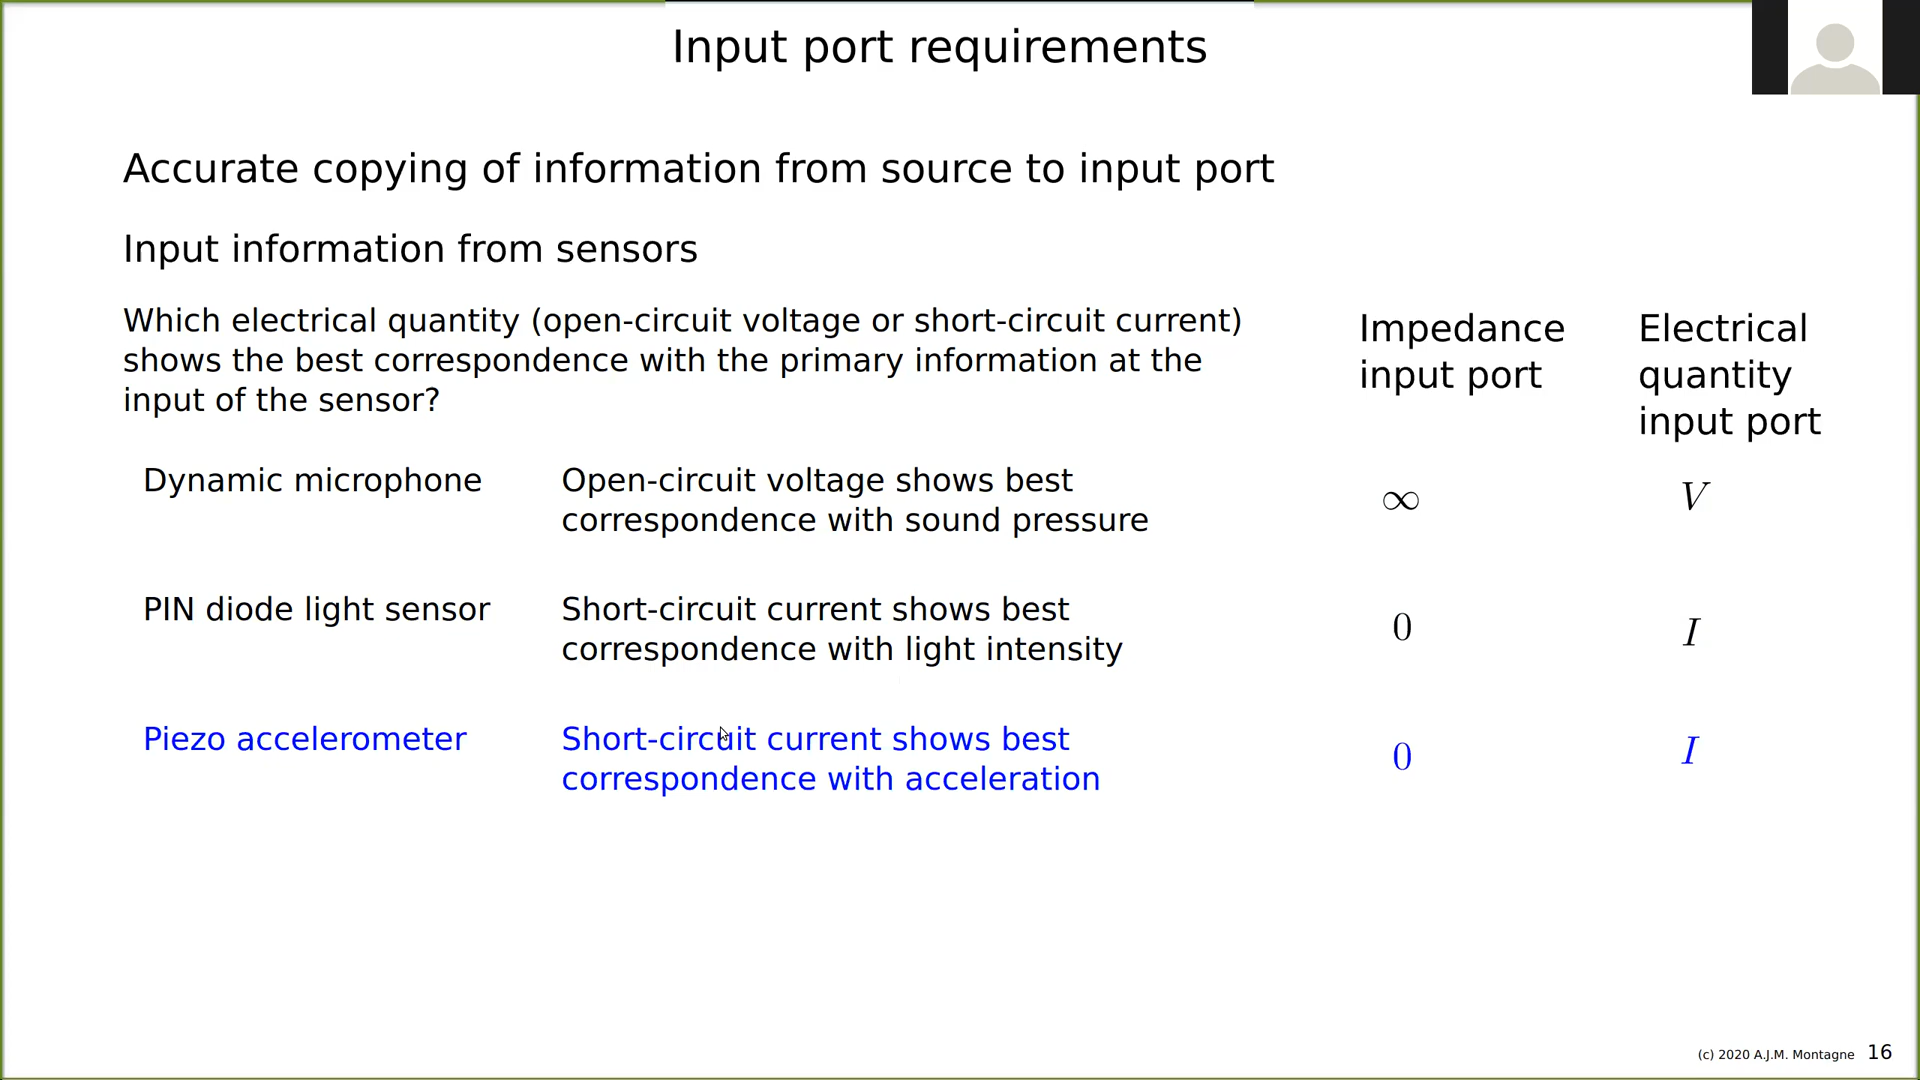 Input port requirements
Accurate copying of information from source to input port
Input information from sensors
Which electrical quantity (open-circuit voltage or short-circuit current)
shows the best correspondence with the primary information at the
input of the sensor?
Impedance
input port
Electrical
quantity
input port
Dynamic microphone
Open-circuit voltage shows best
correspondence with sound pressure
∞
V
PIN diode light sensor
Short-circuit current shows best
correspondence with light intensity
0
I
Piezo accelerometer
Short-circuit current shows best
correspondence with acceleration
0
I
(c) 2020 A.J.M. Montagne 16